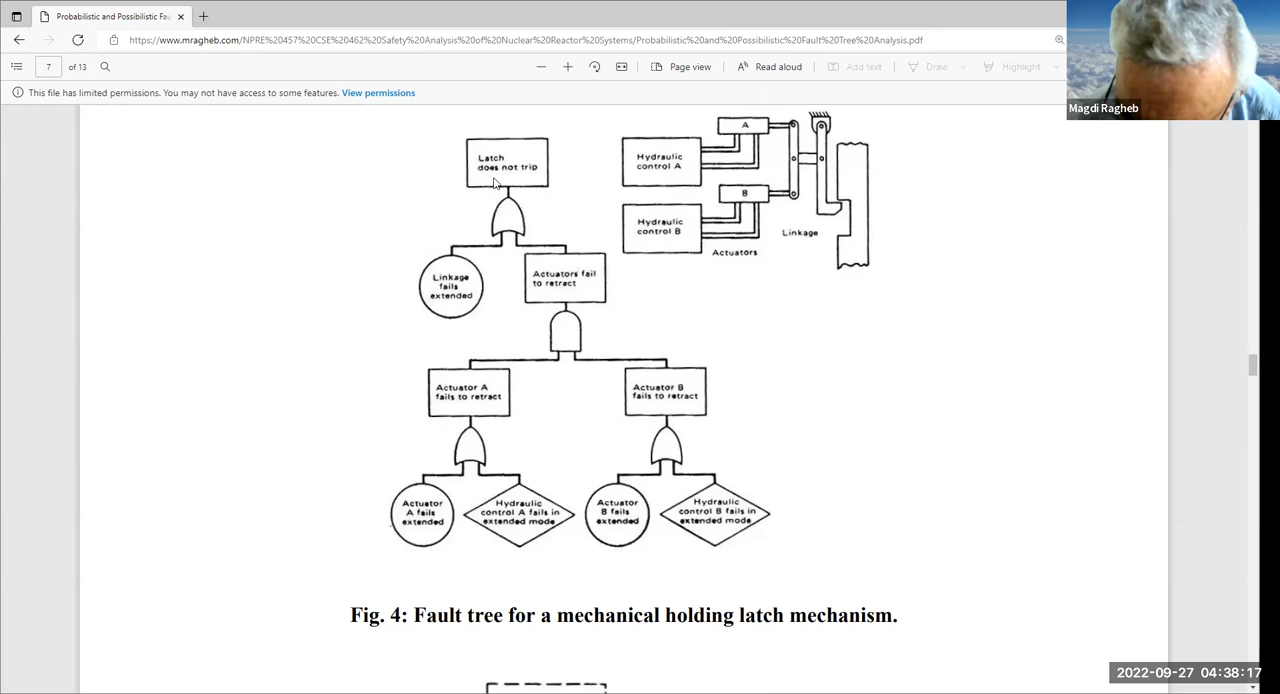 Probabilistic and Possibilistic Fau
https://www.mragheb.com/NPRE%20457%20CSE%20462%20Safety%20Analysis%20of%20Nuclear%20Reactor%20Systems/Probabilistic%20and%20Possibilistic%20Fault%20Tree%20Analysis.pdf
7 of 13
Page view
Read aloud
Add text
Draw
Highlight
This file has limited permissions. You may not have access to some features. View permissions
Magdi Ragheb
Latch
does not trip
Hydraulic
control A
A
Hydraulic
control B
B
Linkage
Actuators
Linkage
fails
extended
Actuators fail
to retract
Actuator A
fails to retract
Actuator B
fails to retract
Actuator
A fails
extended
Hydraulic
control A fails in
extended mode
Actuator
B fails
extended
Hydraulic
control B fails in
extended mode
Fig. 4: Fault tree for a mechanical holding latch mechanism.
2022-09-27 04:38:17